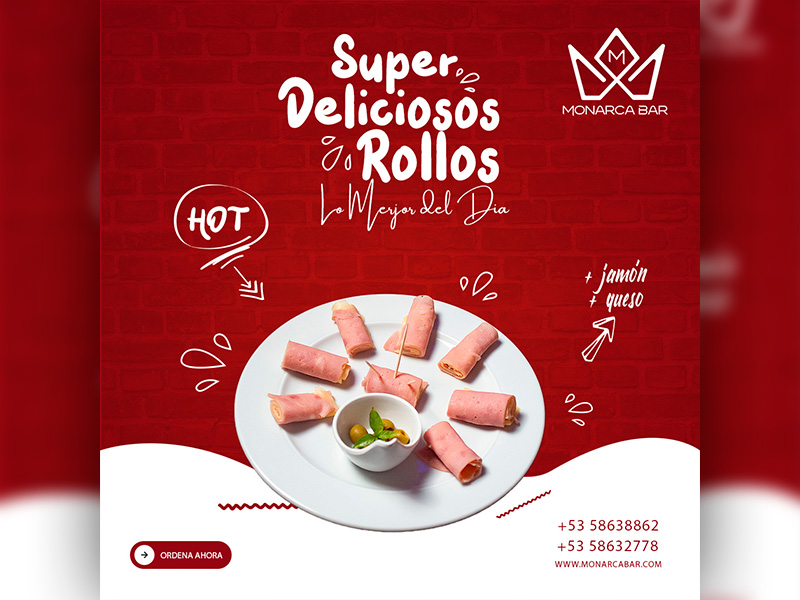 Super
Deliciosos
Rollos
Lo Merjor del Dia
M
MONARCA BAR
HOT
+ jamón
+ queso
+53 58638862
+53 58632778
WWW.MONARCABAR.COM
ORDENA AHORA